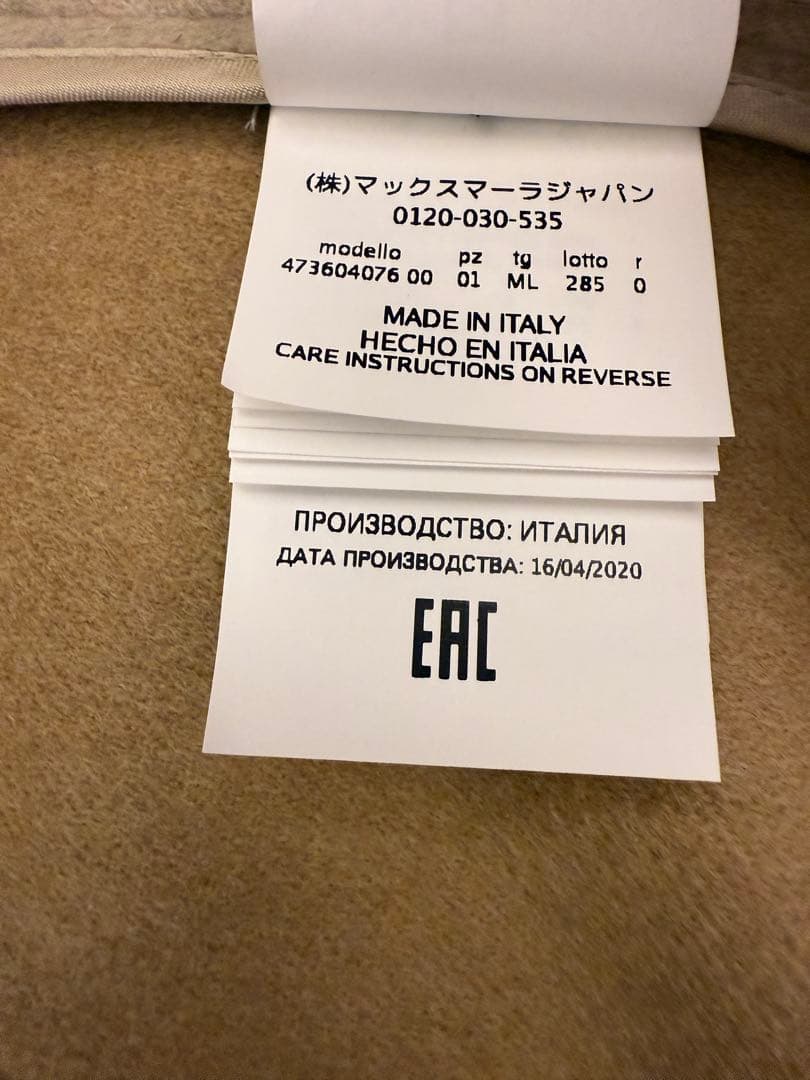 (株)マックスマーラジャパン
0120-030-535
modello pz tg lotto r
473604076 00 01 ML 285 0
MADE IN ITALY
HECHO EN ITALIA
CARE INSTRUCTIONS ON REVERSE
ПРОИЗВОДСТВО: ИТАЛИЯ
ДАТА ПРОИЗВОДСТВА: 16/04/2020
EAC